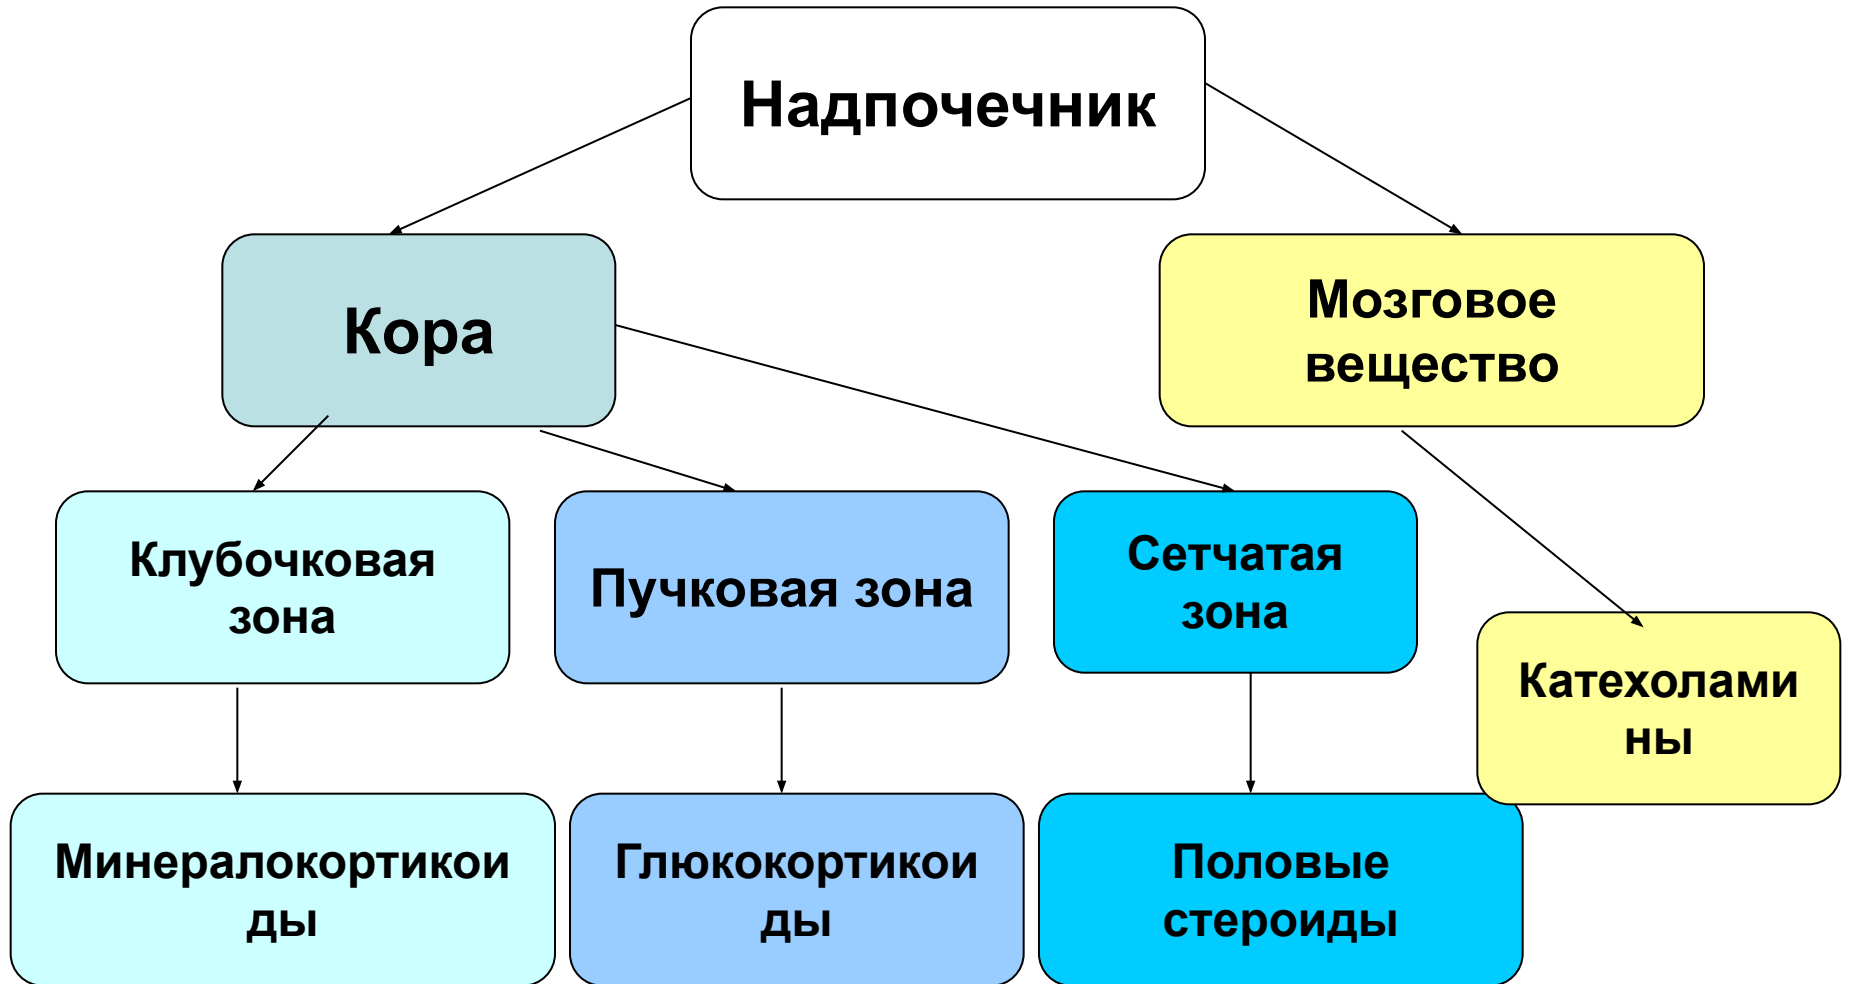 Надпочечник
Кора
Мозговое
вещество
Клубочковая
зона
Пучковая зона
Сетчатая
зона
Катехолами
ны
Минералокортикои
ды
Глюкокортикои
ды
Половые
стероиды